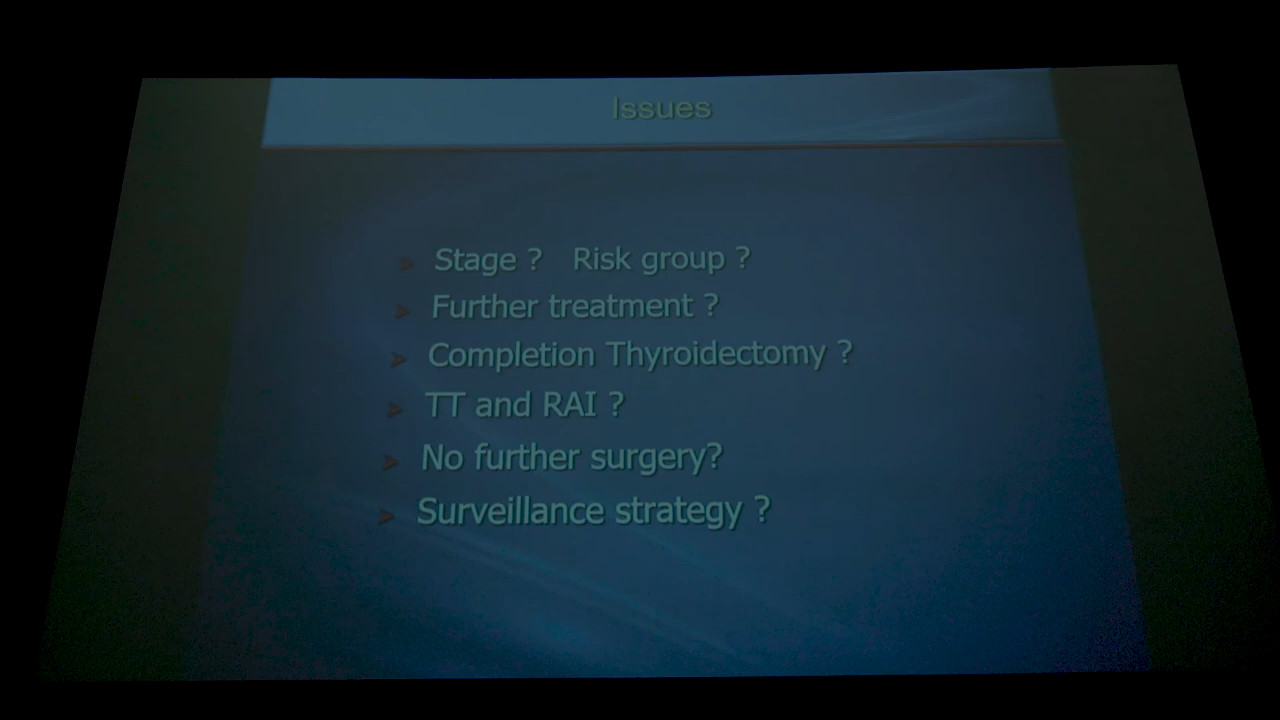 Issues
Stage ? Risk group ?
Further treatment ?
Completion Thyroidectomy ?
TT and RAI ?
No further surgery?
Surveillance strategy ?